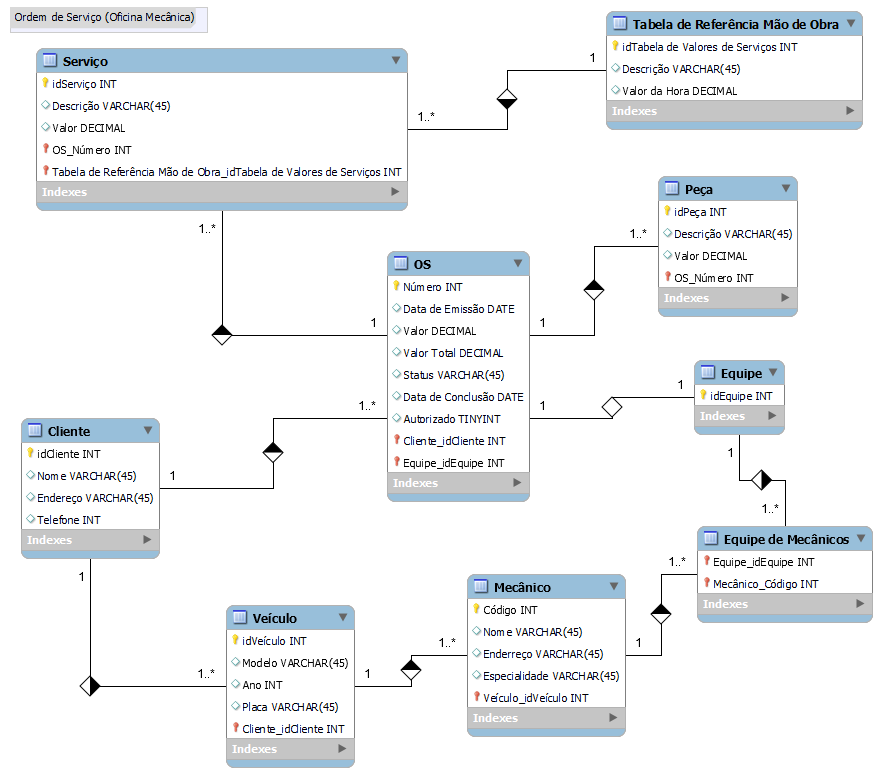 Ordem de Serviço (Oficina Mecânica)
Tabela de Referência Mão de Obra
idTabela de Valores de Serviços INT
Descrição VARCHAR(45)
Valor da Hora DECIMAL
Indexes
1
1..*
Serviço
idServiço INT
Descrição VARCHAR(45)
Valor DECIMAL
OS_Número INT
Tabela de Referência Mão de Obra_idTabela de Valores de Serviços INT
Indexes
1..*
1
Peça
idPeça INT
Descrição VARCHAR(45)
Valor DECIMAL
OS_Número INT
Indexes
1..*
1
OS
Número INT
Data de Emissão DATE
Valor DECIMAL
Valor Total DECIMAL
Status VARCHAR(45)
Data de Conclusão DATE
Autorizado TINYINT
Cliente_idCliente INT
Equipe_idEquipe INT
Indexes
1
1
Equipe
idEquipe INT
Indexes
1
1..*
1..*
1
Cliente
idCliente INT
Nome VARCHAR(45)
Endereço VARCHAR(45)
Telefone INT
Indexes
1
1..*
Equipe de Mecânicos
Equipe_idEquipe INT
Mecânico_Código INT
Indexes
1..*
1
Mecânico
Código INT
Nome VARCHAR(45)
Enderreço VARCHAR(45)
Especialidade VARCHAR(45)
Veículo_idVeículo INT
Indexes
1..*
1
Veículo
idVeículo INT
Modelo VARCHAR(45)
Ano INT
Placa VARCHAR(45)
Cliente_idCliente INT
Indexes